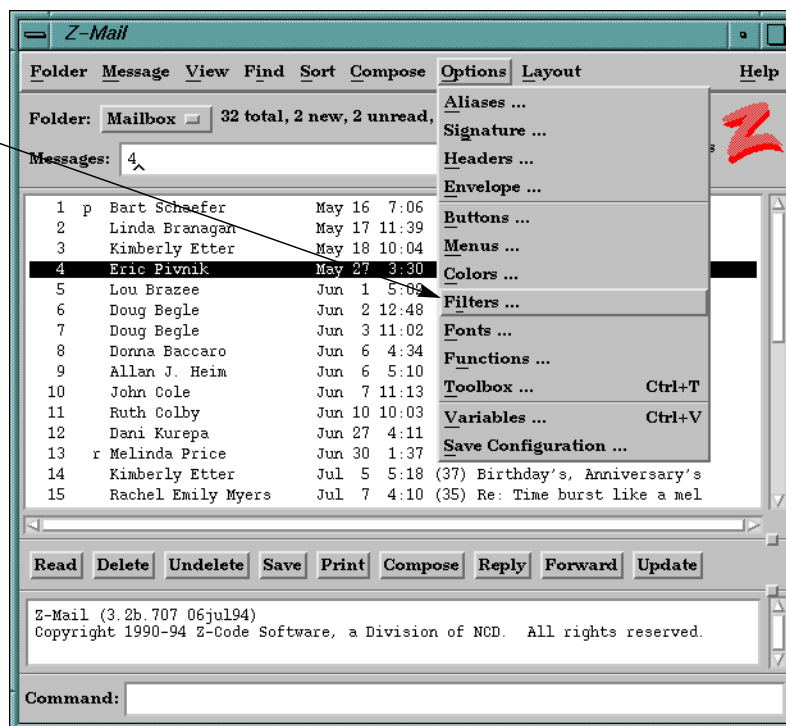 Z-Mail
Folder Message View Find Sort Compose Options Layout Help
Folder: Mailbox 32 total, 2 new, 2 unread,
Messages: 4
Aliases ...
Signature ...
Headers ...
Envelope ...
Buttons ...
Menus ...
Colors ...
Filters ...
Fonts ...
Functions ...
Toolbox ... Ctrl+T
Variables ... Ctrl+V
Save Configuration ...
1 p Bart Schaefer May 16 7:06
2 Linda Branagan May 17 11:39
3 Kimberly Etter May 18 10:04
4 Eric Pivnik May 27 3:30
5 Lou Brazee Jun 1 5:09
6 Doug Begle Jun 2 12:48
7 Doug Begle Jun 3 11:02
8 Donna Baccaro Jun 6 4:34
9 Allan J. Heim Jun 6 5:10
10 John Cole Jun 7 11:13
11 Ruth Colby Jun 10 10:03
12 Dani Kurepa Jun 27 4:11
13 r Melinda Price Jun 30 1:37
14 Kimberly Etter Jul 5 5:18 (37) Birthday's, Anniversary's
15 Rachel Emily Myers Jul 7 4:10 (35) Re: Time burst like a mel
Read Delete Undelete Save Print Compose Reply Forward Update
Z-Mail (3.2b.707 06jul94)
Copyright 1990-94 Z-Code Software, a Division of NCD. All rights reserved.
Command: